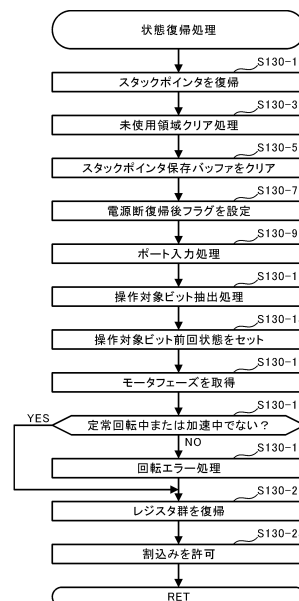 状態復帰処理
S130-1
スタックポインタを復帰
S130-3
未使用領域クリア処理
S130-5
スタックポインタ保存バッファをクリア
S130-7
電源断復帰後フラグを設定
S130-9
ポート入力処理
S130-1
操作対象ビット抽出処理
S130-1
操作対象ビット前回状態をセット
S130-1
モータフェーズを取得
S130-1
YES
定常回転中または加速中でない？
NO
S130-1
回転エラー処理
S130-2
レジスタ群を復帰
S130-2
割込みを許可
RET